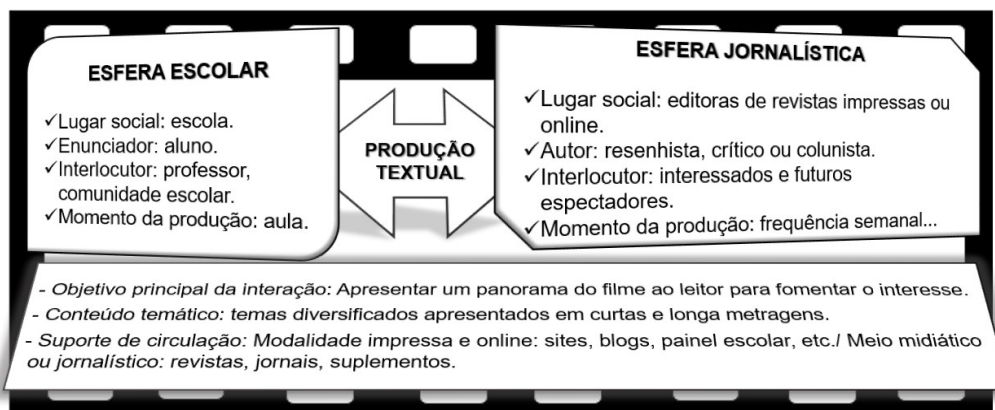 ESFERA ESCOLAR
✓Lugar social: escola.
✓Enunciador: aluno.
✓Interlocutor: professor,
comunidade escolar.
✓Momento da produção: aula.
PRODUÇÃO
TEXTUAL
ESFERA JORNALÍSTICA
✓Lugar social: editoras de revistas impressas ou
online.
✓Autor: resenhista, crítico ou colunista.
✓Interlocutor: interessados e futuros
espectadores.
✓Momento da produção: frequência semanal...
- Objetivo principal da interação: Apresentar um panorama do filme ao leitor para fomentar o interesse.
- Conteúdo temático: temas diversificados apresentados em curtas e longa metragens.
- Suporte de circulação: Modalidade impressa e online: sites, blogs, painel escolar, etc./ Meio midiático
ou jornalístico: revistas, jornais, suplementos.